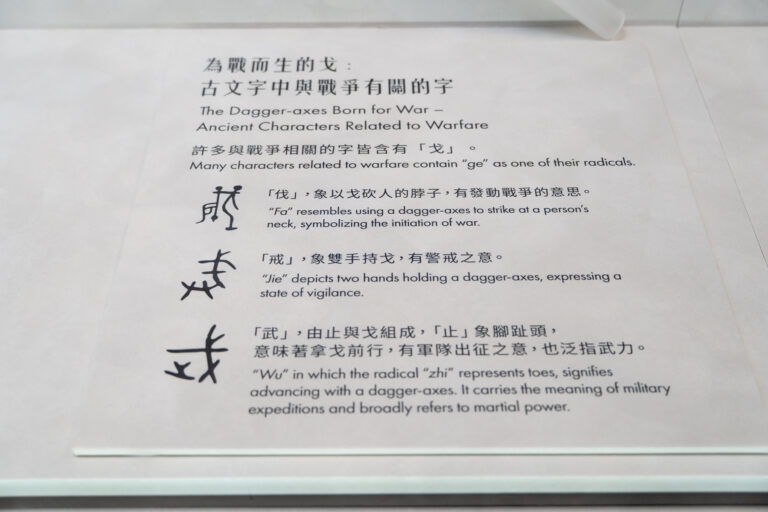 為戰而生的戈：
古文字中與戰爭有關的字
The Dagger-axes Born for War –
Ancient Characters Related to Warfare
許多與戰爭相關的字皆含有「戈」。
Many characters related to warfare contain “ge” as one of their radicals.
「伐」，象以戈砍人的脖子，有發動戰爭的意思。
“Fa” resembles using a dagger-axes to strike at a person’s
neck, symbolizing the initiation of war.
「戒」，象雙手持戈，有警戒之意。
“Jie” depicts two hands holding a dagger-axes, expressing a
state of vigilance.
「武」，由止與戈組成，「止」象腳趾頭，
意味著拿戈前行，有軍隊出征之意，也泛指武力。
“Wu” in which the radical “zhi” represents toes, signifies
advancing with a dagger-axes. It carries the meaning of military
expeditions and broadly refers to martial power.